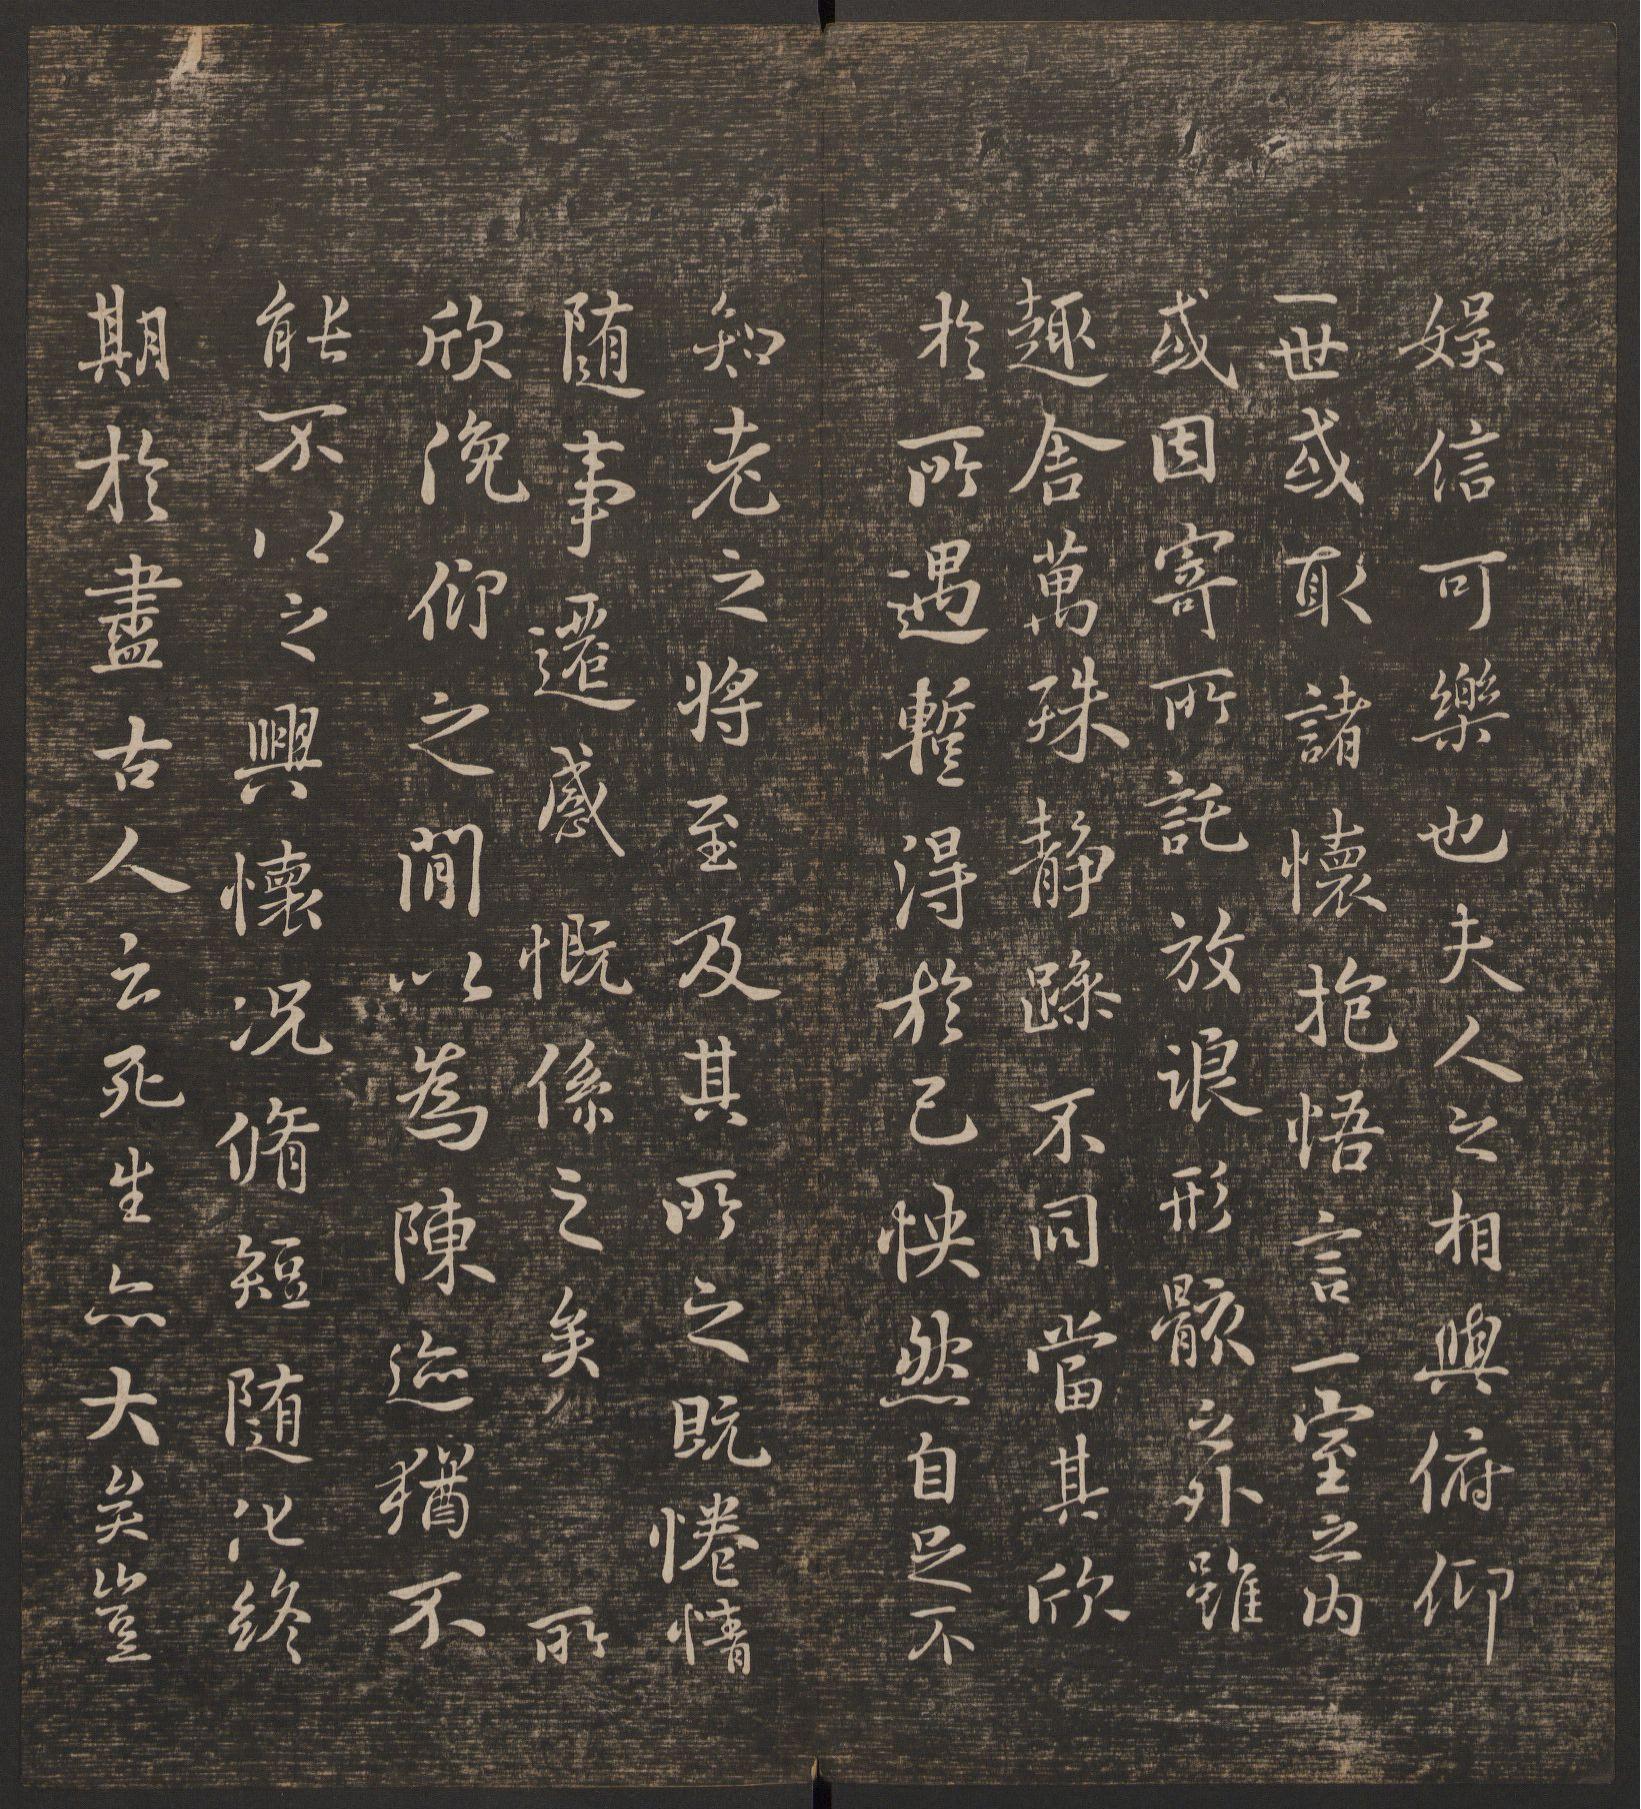 娛信可樂也夫人之相與俯仰
一世或取諸懷抱悟言一室之內
或因寄所託放浪形骸之外雖
趣舍萬殊靜躁不同當其欣
於所遇蹔得於己怏然自足不
知老之將至及其所之既惓情
隨事遷感慨係之矣所
欣俛仰之閒以為陳迹猶不
能不以之興懷況脩短隨化終
期於盡古人云死生亦大矣豈